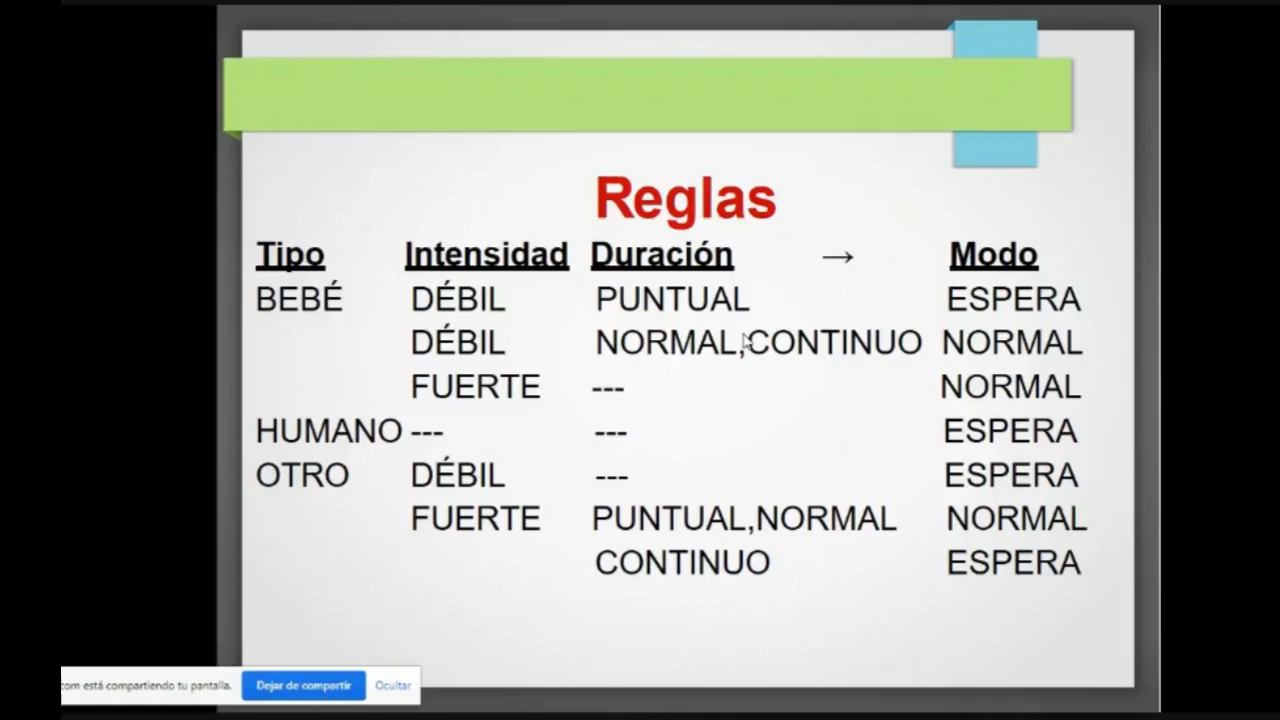 Reglas
Tipo Intensidad Duración → Modo
BEBÉ DÉBIL PUNTUAL ESPERA
DÉBIL NORMAL,CONTINUO NORMAL
FUERTE --- NORMAL
HUMANO --- --- ESPERA
OTRO DÉBIL --- ESPERA
FUERTE PUNTUAL,NORMAL NORMAL
CONTINUO ESPERA
com está compartiendo tu pantalla. Dejar de compartir Ocultar